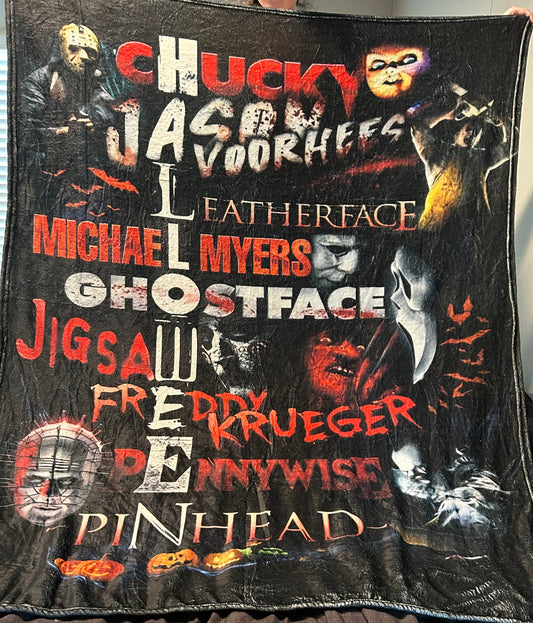 CHUCKY
JASON
VOORHEES
LEATHERFACE
MICHAEL MYERS
GHOSTFACE
JIGSAW
FREDDY
KRUEGER
PENNYWISE
PINHEAD